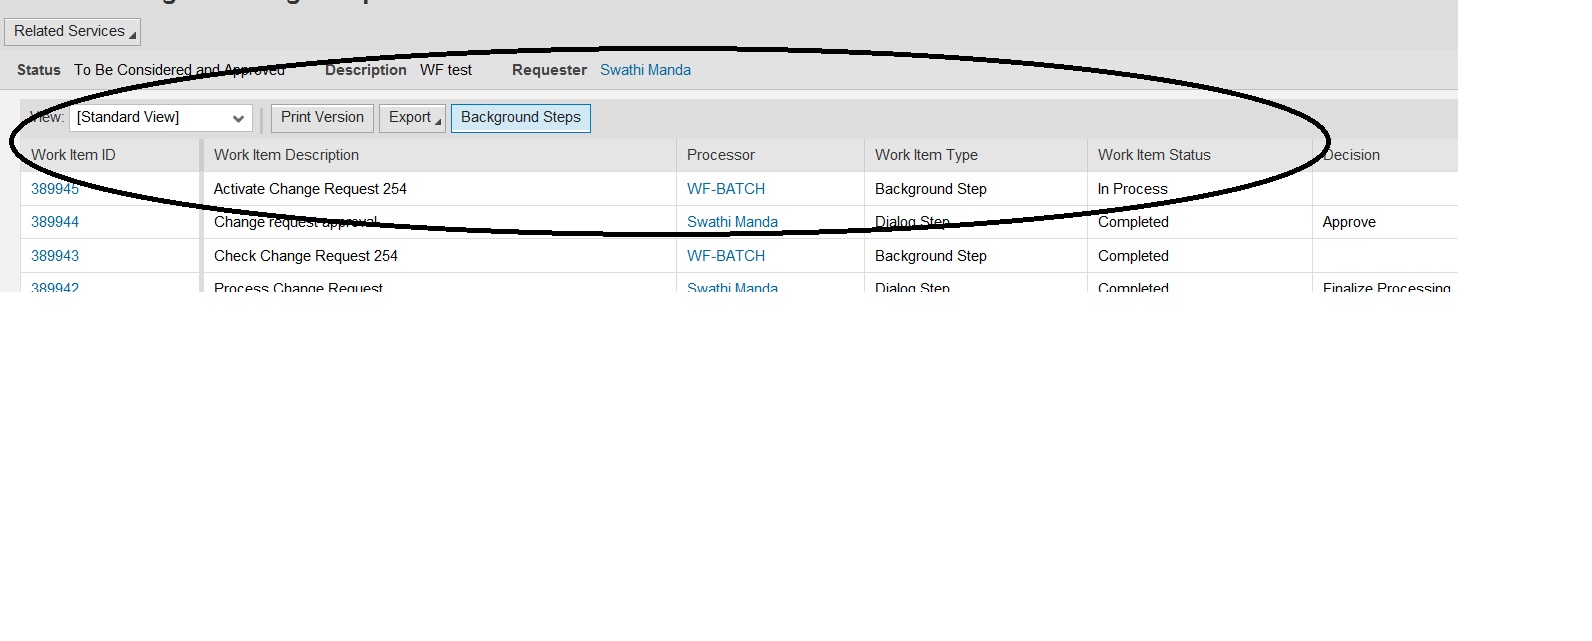 Related Services
Status To Be Considered and Approved Description WF test Requester Swathi Manda
View: [Standard View] Print Version Export Background Steps
Work Item ID Work Item Description Processor Work Item Type Work Item Status Decision
389945 Activate Change Request 254 WF-BATCH Background Step In Process
389944 Change request approval Swathi Manda Dialog Step Completed Approve
389943 Check Change Request 254 WF-BATCH Background Step Completed
389942 Process Change Request Swathi Manda Dialog Step Completed Finalize Processing